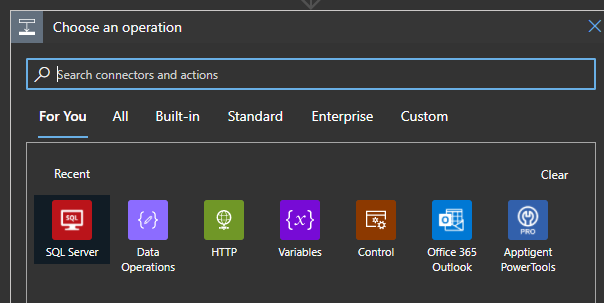 Choose an operation
Search connectors and actions
For You All Built-in Standard Enterprise Custom
Recent Clear
SQL
{x}
PRO
SQL Server Data Operations HTTP Variables Control Office 365 Outlook Apptigent PowerTools